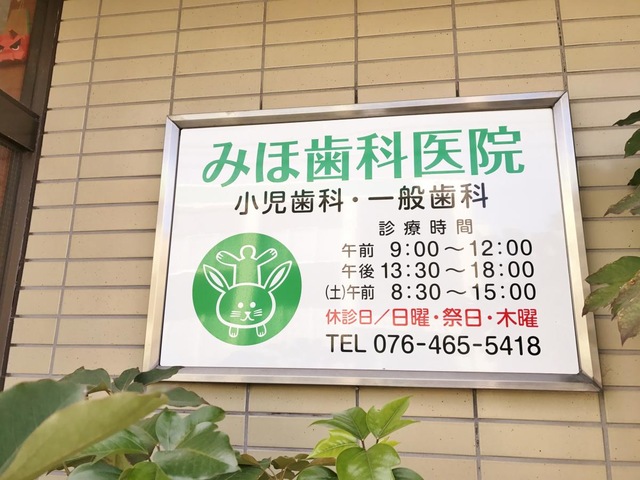 みほ歯科医院
小児歯科・一般歯科
診療時間
午前 9:00～12:00
午後 13:30～18:00
(土)午前 8:30～15:00
休診日/日曜・祭日・木曜
TEL 076-465-5418